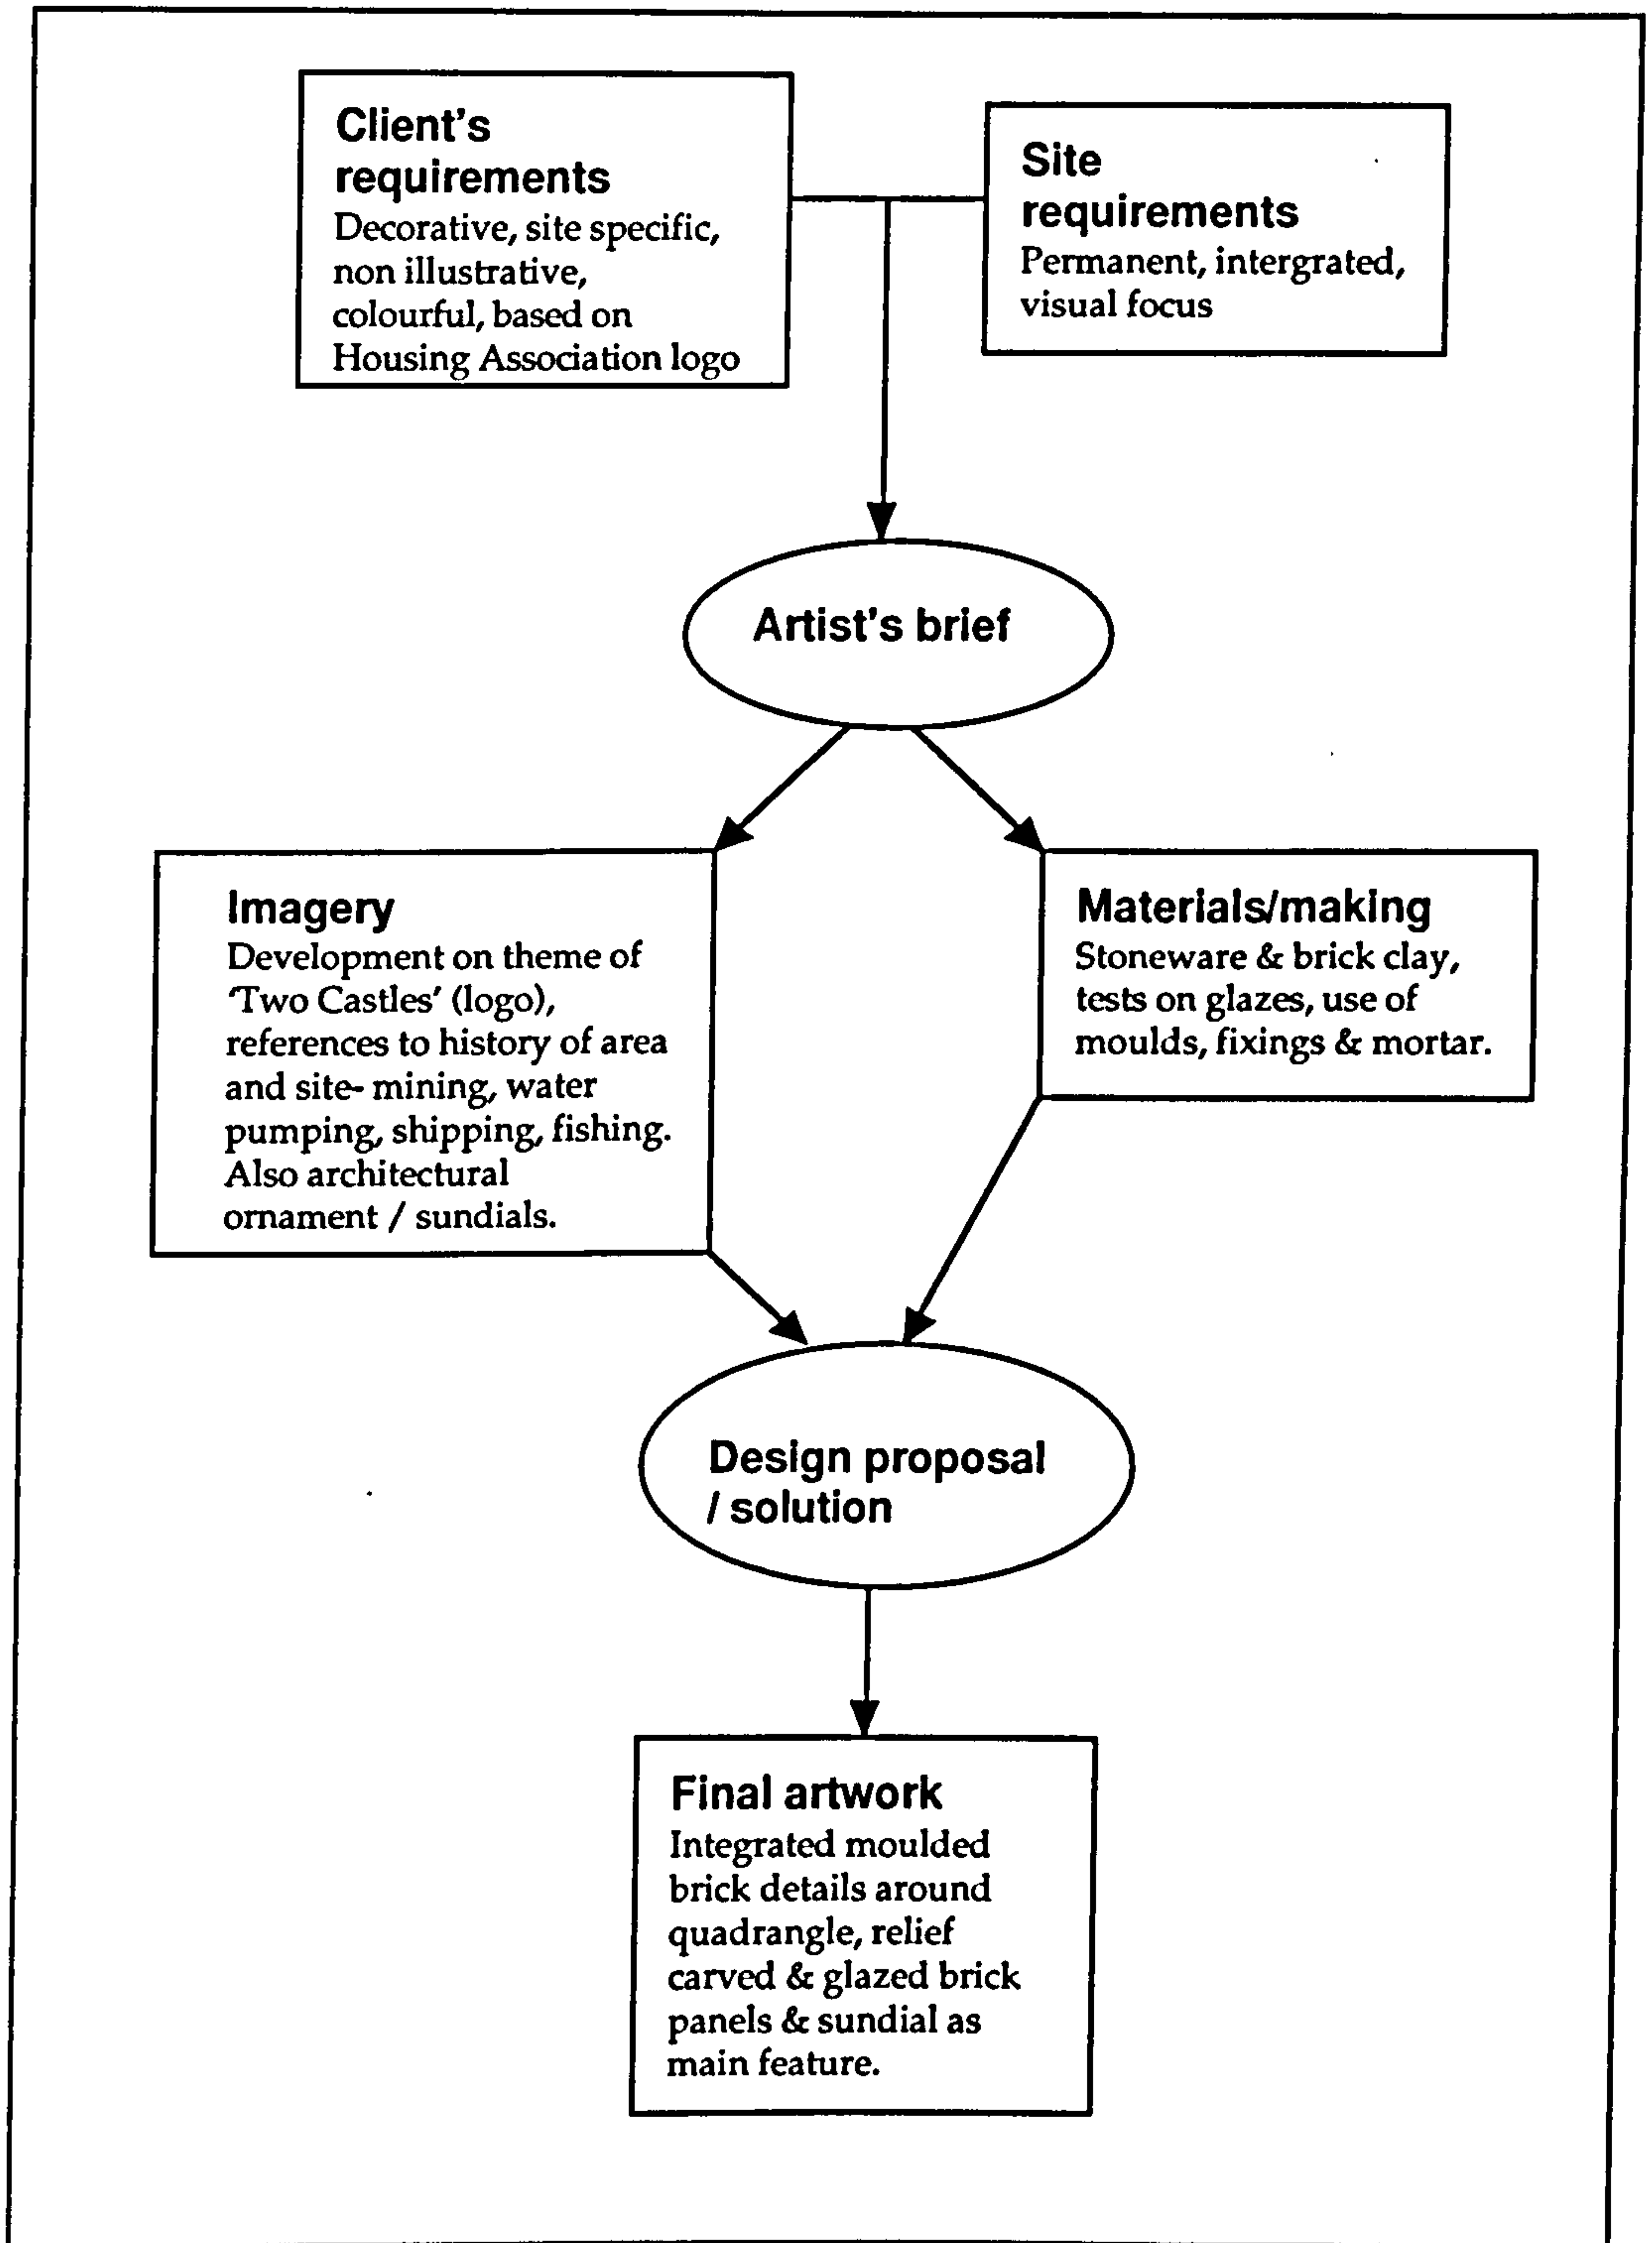 Client's
requirements
Decorative, site specific,
non illustrative,
colourful, based on
Housing Association logo
Site
requirements
Permanent, intergrated,
visual focus
Artist's brief
Imagery
Development on theme of
'Two Castles' (logo),
references to history of area
and site- mining, water
pumping, shipping, fishing.
Also architectural
ornament / sundials.
Materials/making
Stoneware & brick clay,
tests on glazes, use of
moulds, fixings & mortar.
Design proposal
/ solution
Final artwork
Integrated moulded
brick details around
quadrangle, relief
carved & glazed brick
panels & sundial as
main feature.